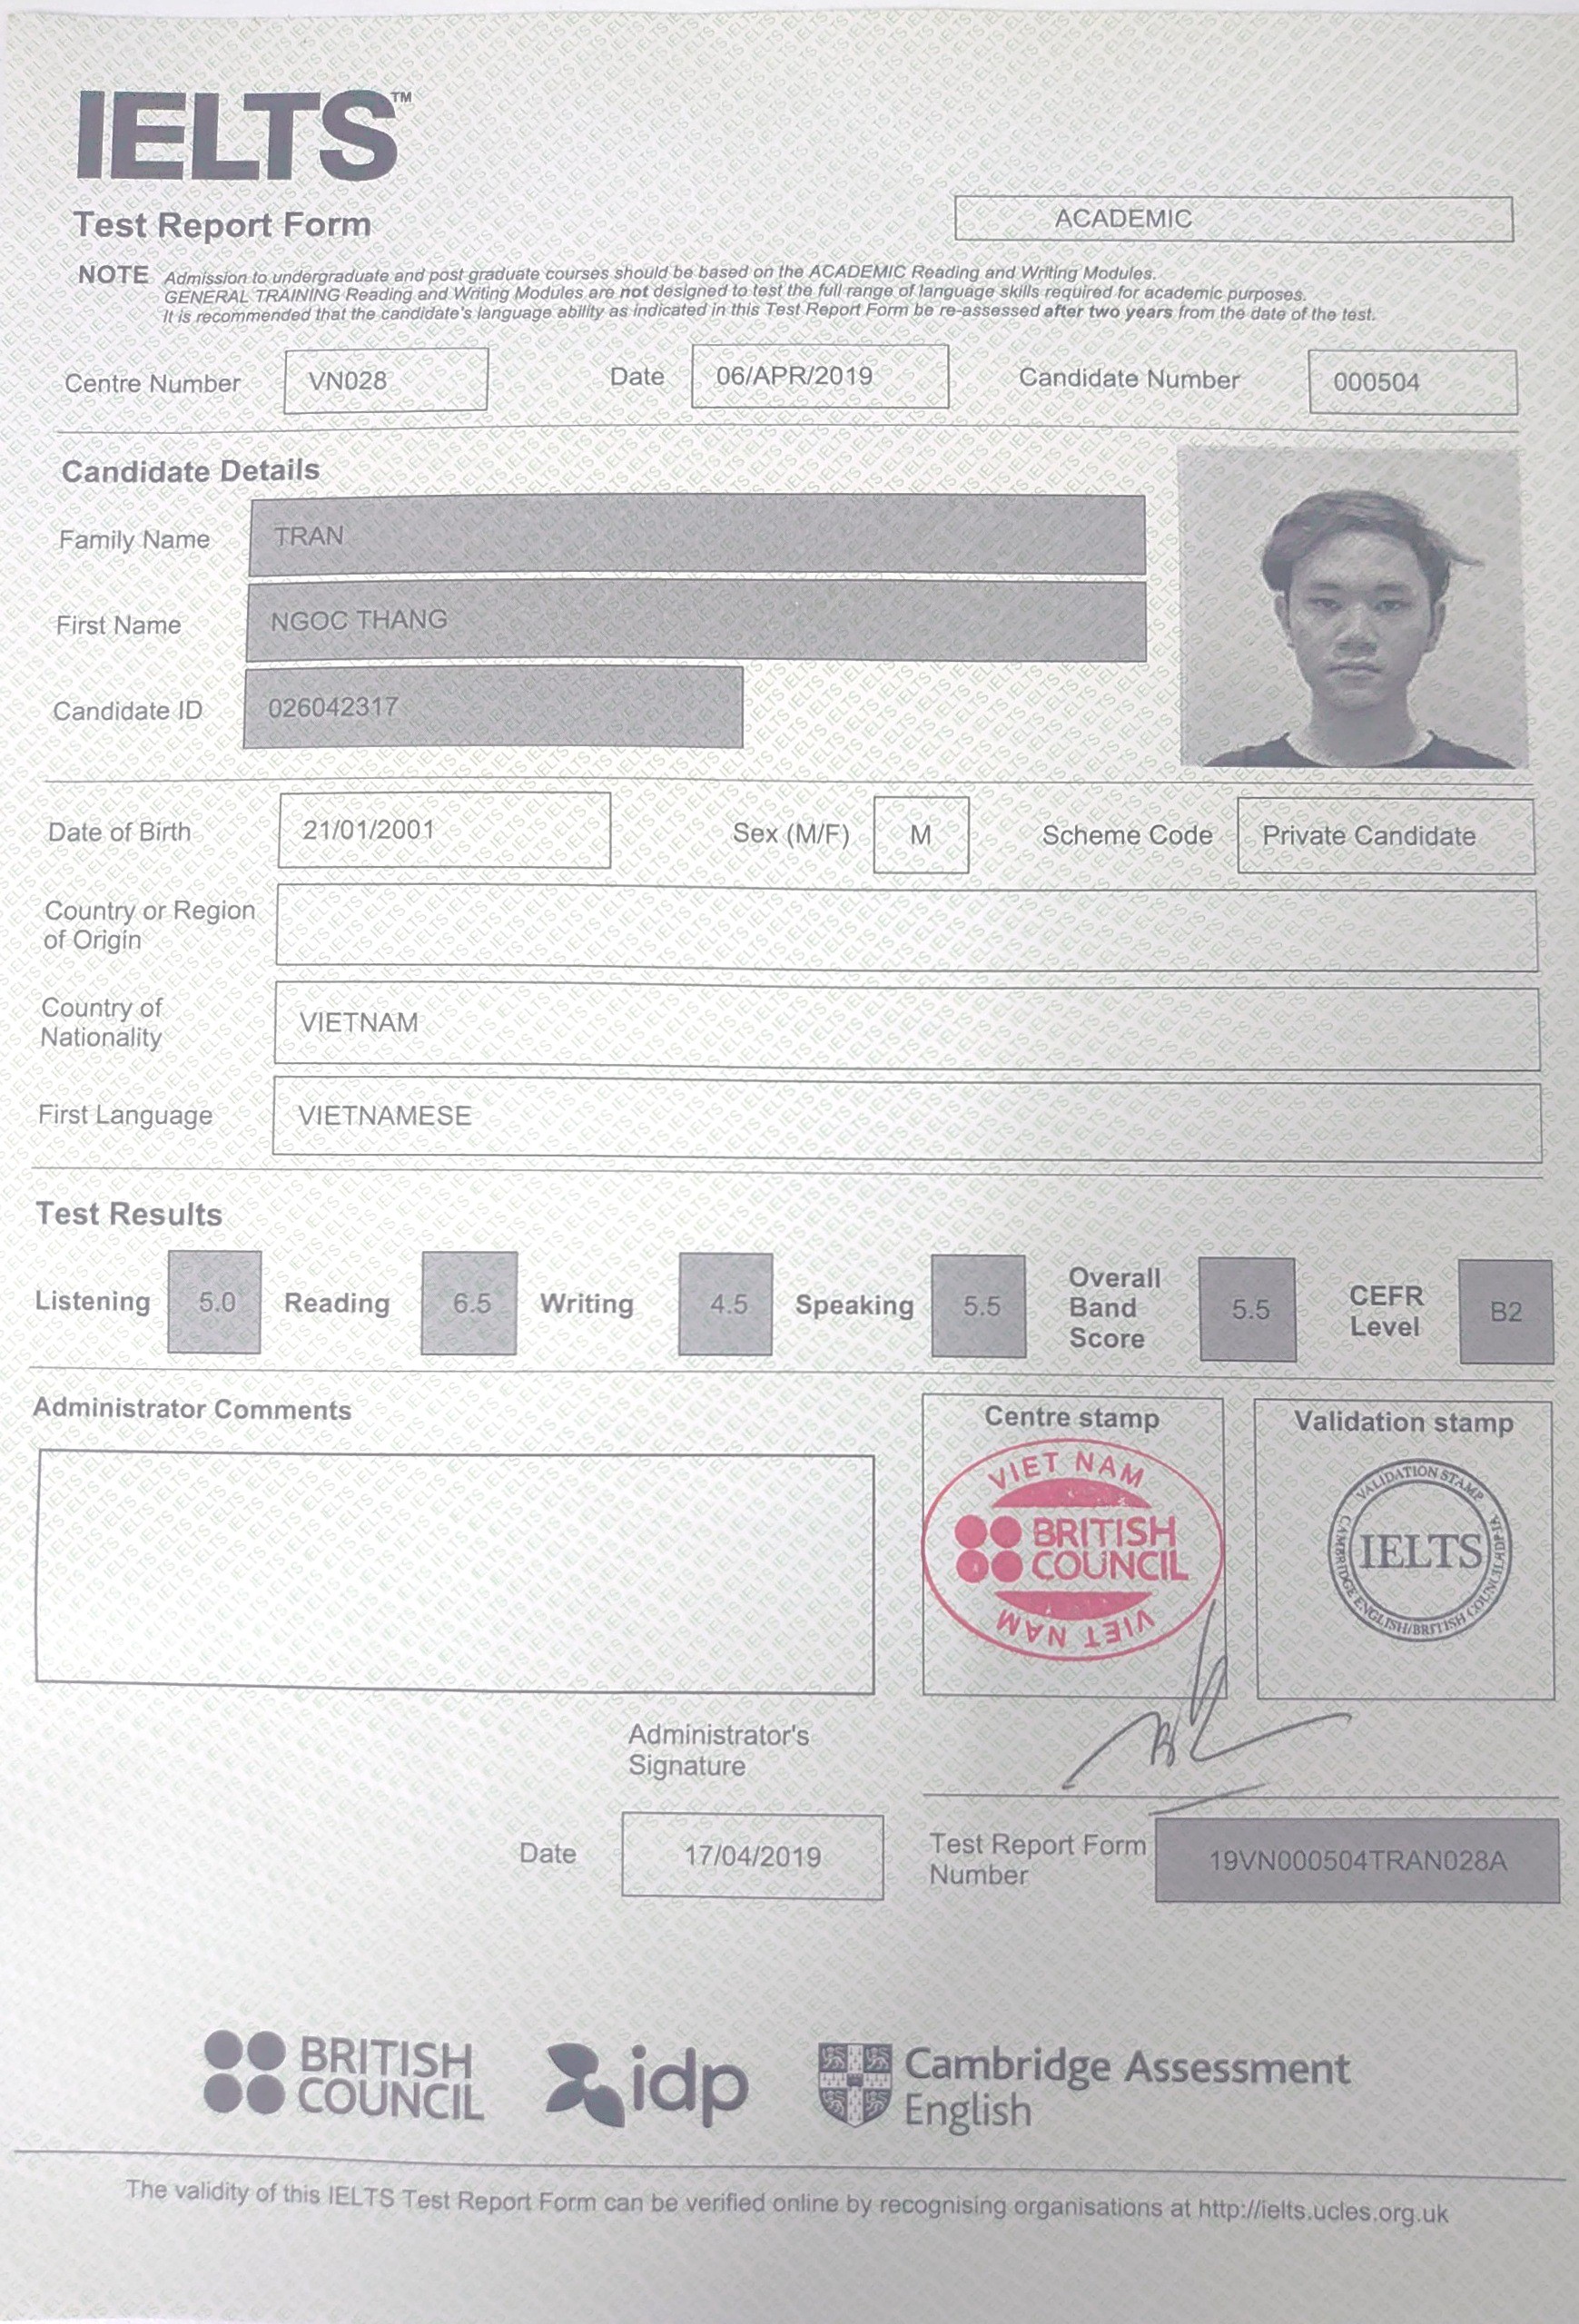 IELTS™
Test Report Form
ACADEMIC
NOTE Admission to undergraduate and post graduate courses should be based on the ACADEMIC Reading and Writing Modules.
GENERAL TRAINING Reading and Writing Modules are not designed to test the full range of language skills required for academic purposes.
It is recommended that the candidate's language ability as indicated in this Test Report Form be re-assessed after two years from the date of the test.
Centre Number VN028 Date 06/APR/2019 Candidate Number 000504
Candidate Details
Family Name TRAN
First Name NGOC THANG
Candidate ID 026042317
Date of Birth 21/01/2001 Sex (M/F) M Scheme Code Private Candidate
Country or Region
of Origin
Country of
Nationality
VIETNAM
First Language VIETNAMESE
Test Results
Listening 5.0 Reading 6.5 Writing 4.5 Speaking 5.5 Overall Band Score 5.5 CEFR Level B2
Administrator Comments
Centre stamp
VIET NAM
BRITISH
COUNCIL
VIET NAM
Validation stamp
VALIDATION STAMP
IELTS
CAMBRIDGE ENGLISH/BRITISH COUNCIL/IDP:IA
Administrator's
Signature
Date 17/04/2019
Test Report Form
Number
19VN000504TRAN028A
BRITISH
COUNCIL
idp
Cambridge Assessment
English
The validity of this IELTS Test Report Form can be verified online by recognising organisations at http://ielts.ucles.org.uk